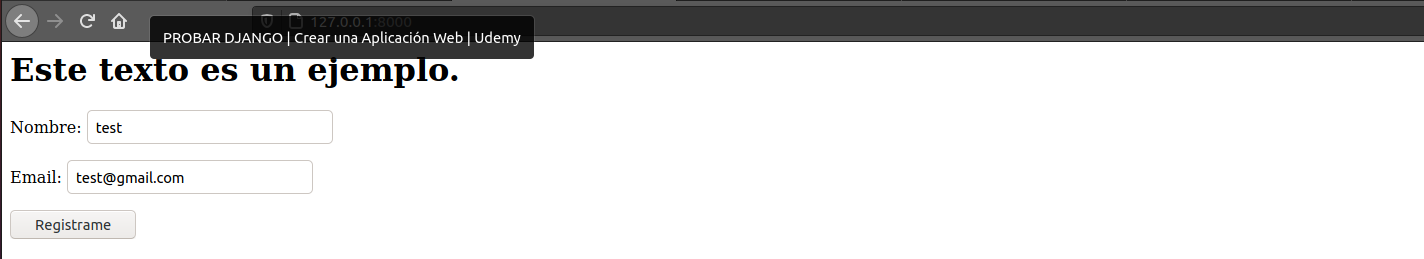 127.0.0.1:8000
PROBAR DJANGO | Crear una Aplicación Web | Udemy
Este texto es un ejemplo.
Nombre: test
Email: test@gmail.com
Registrame